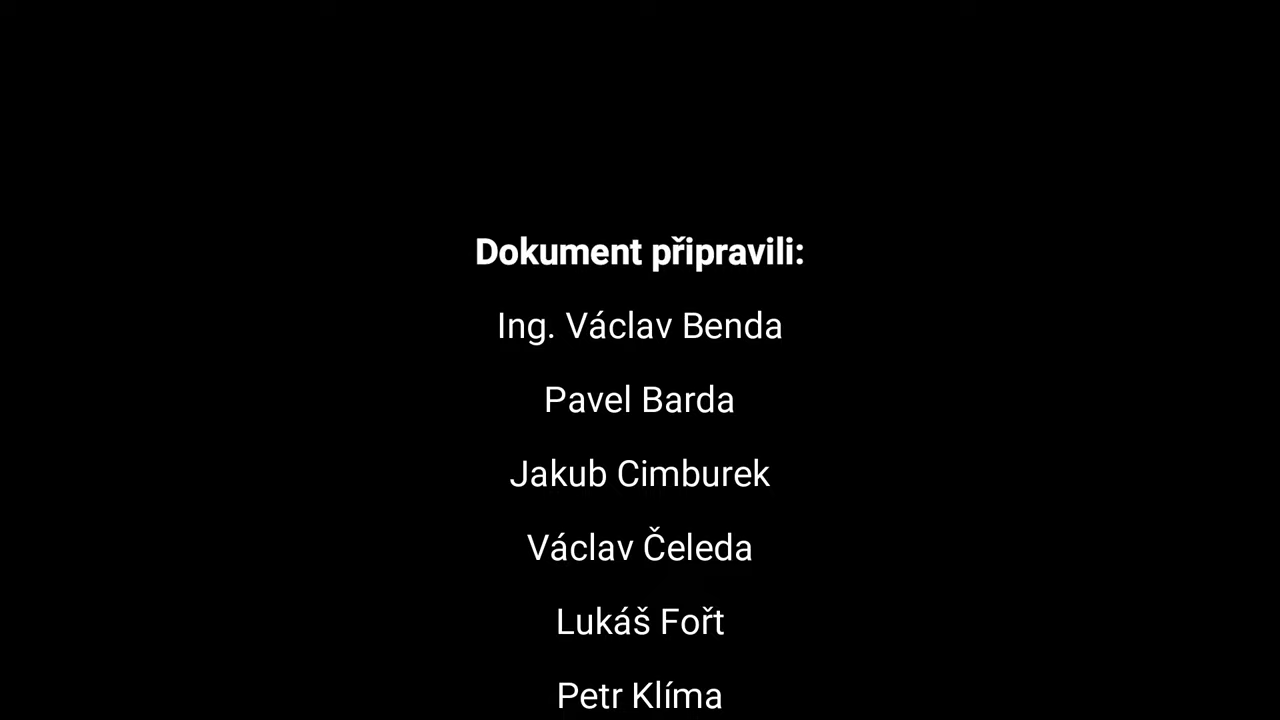 Dokument připravili:
Ing. Václav Benda
Pavel Barda
Jakub Cimburek
Václav Čeleda
Lukáš Fořt
Petr Klíma